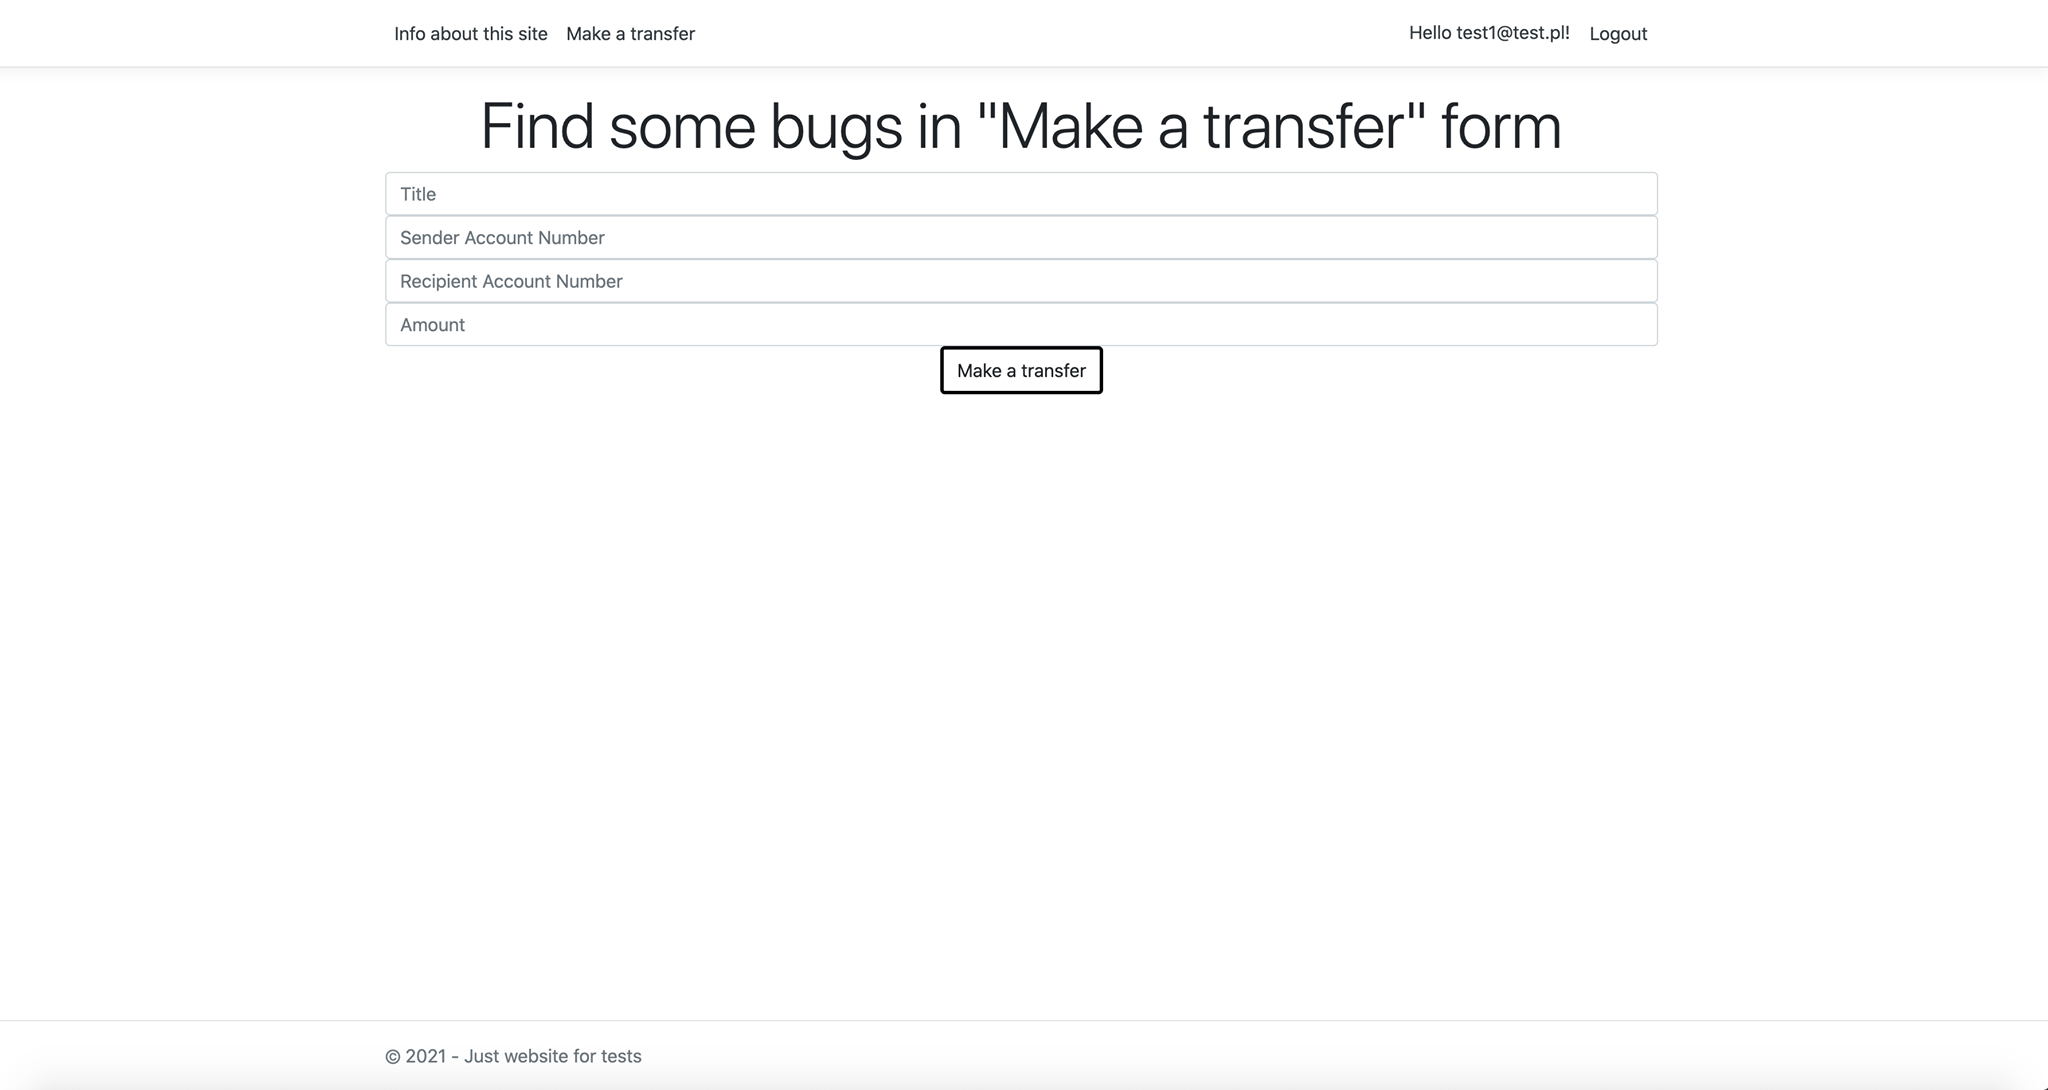 Info about this site Make a transfer Hello test1@test.pl! Logout
Find some bugs in "Make a transfer" form
Title
Sender Account Number
Recipient Account Number
Amount
Make a transfer
© 2021 - Just website for tests